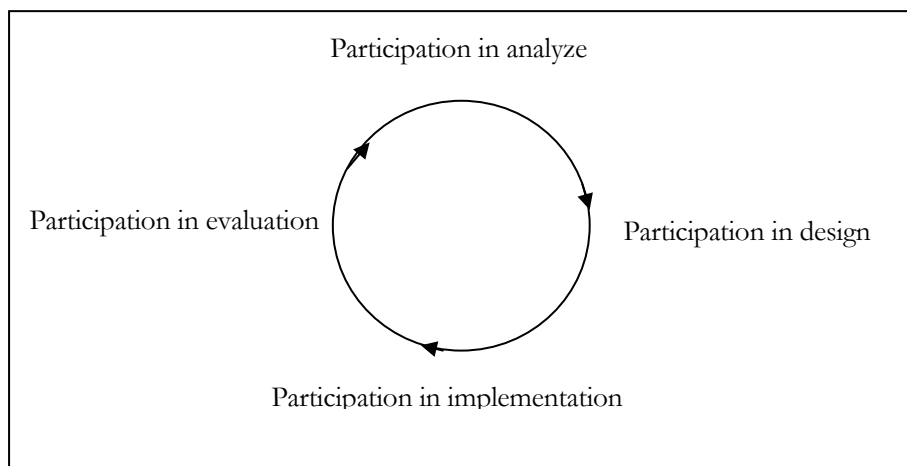 Participation in analyze
Participation in evaluation
Participation in design
Participation in implementation